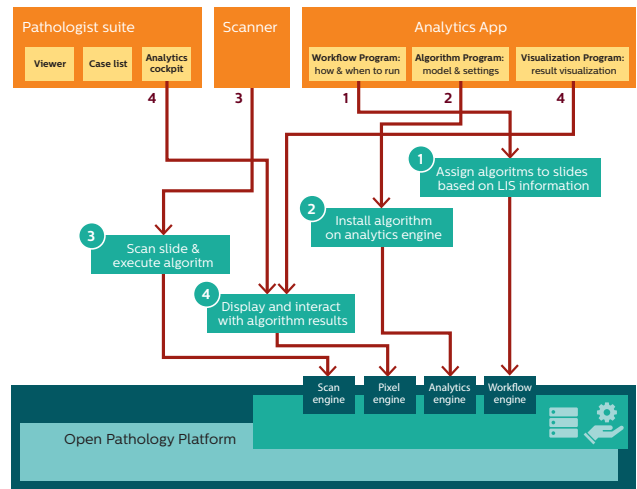 Pathologist suite
Viewer
Case list
Analytics
cockpit
Scanner
Analytics App
Workflow Program:
how & when to run
Algorithm Program:
model & settings
Visualization Program:
result visualization
4
3
1
2
4
1
Assign algoritms to slides
based on LIS information
2
Install algorithm
on analytics engine
3
Scan slide &
execute algoritm
4
Display and interact
with algorithm results
Scan
engine
Pixel
engine
Analytics
engine
Workflow
engine
Open Pathology Platform